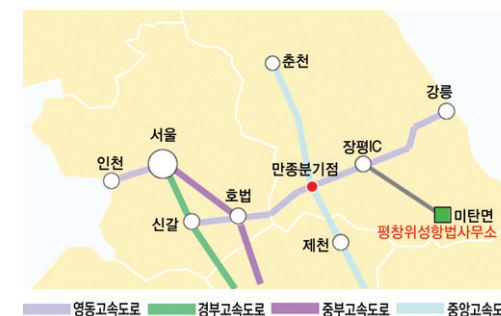 춘천
강릉
서울
장평IC
인천
만종분기점
호법
미탄면
신갈
평창위성항법사무소
제천
영동고속도로
경부고속도로
중부고속도로
중앙고속도